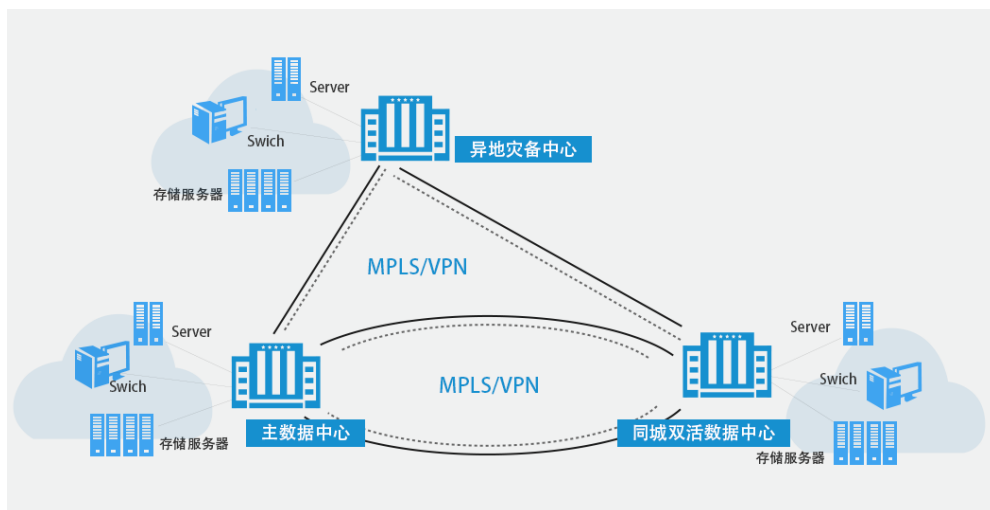 Server
Swich
异地灾备中心
存储服务器
MPLS/VPN
Server
Swich
存储服务器
主数据中心
MPLS/VPN
Server
Swich
同城双活数据中心
存储服务器